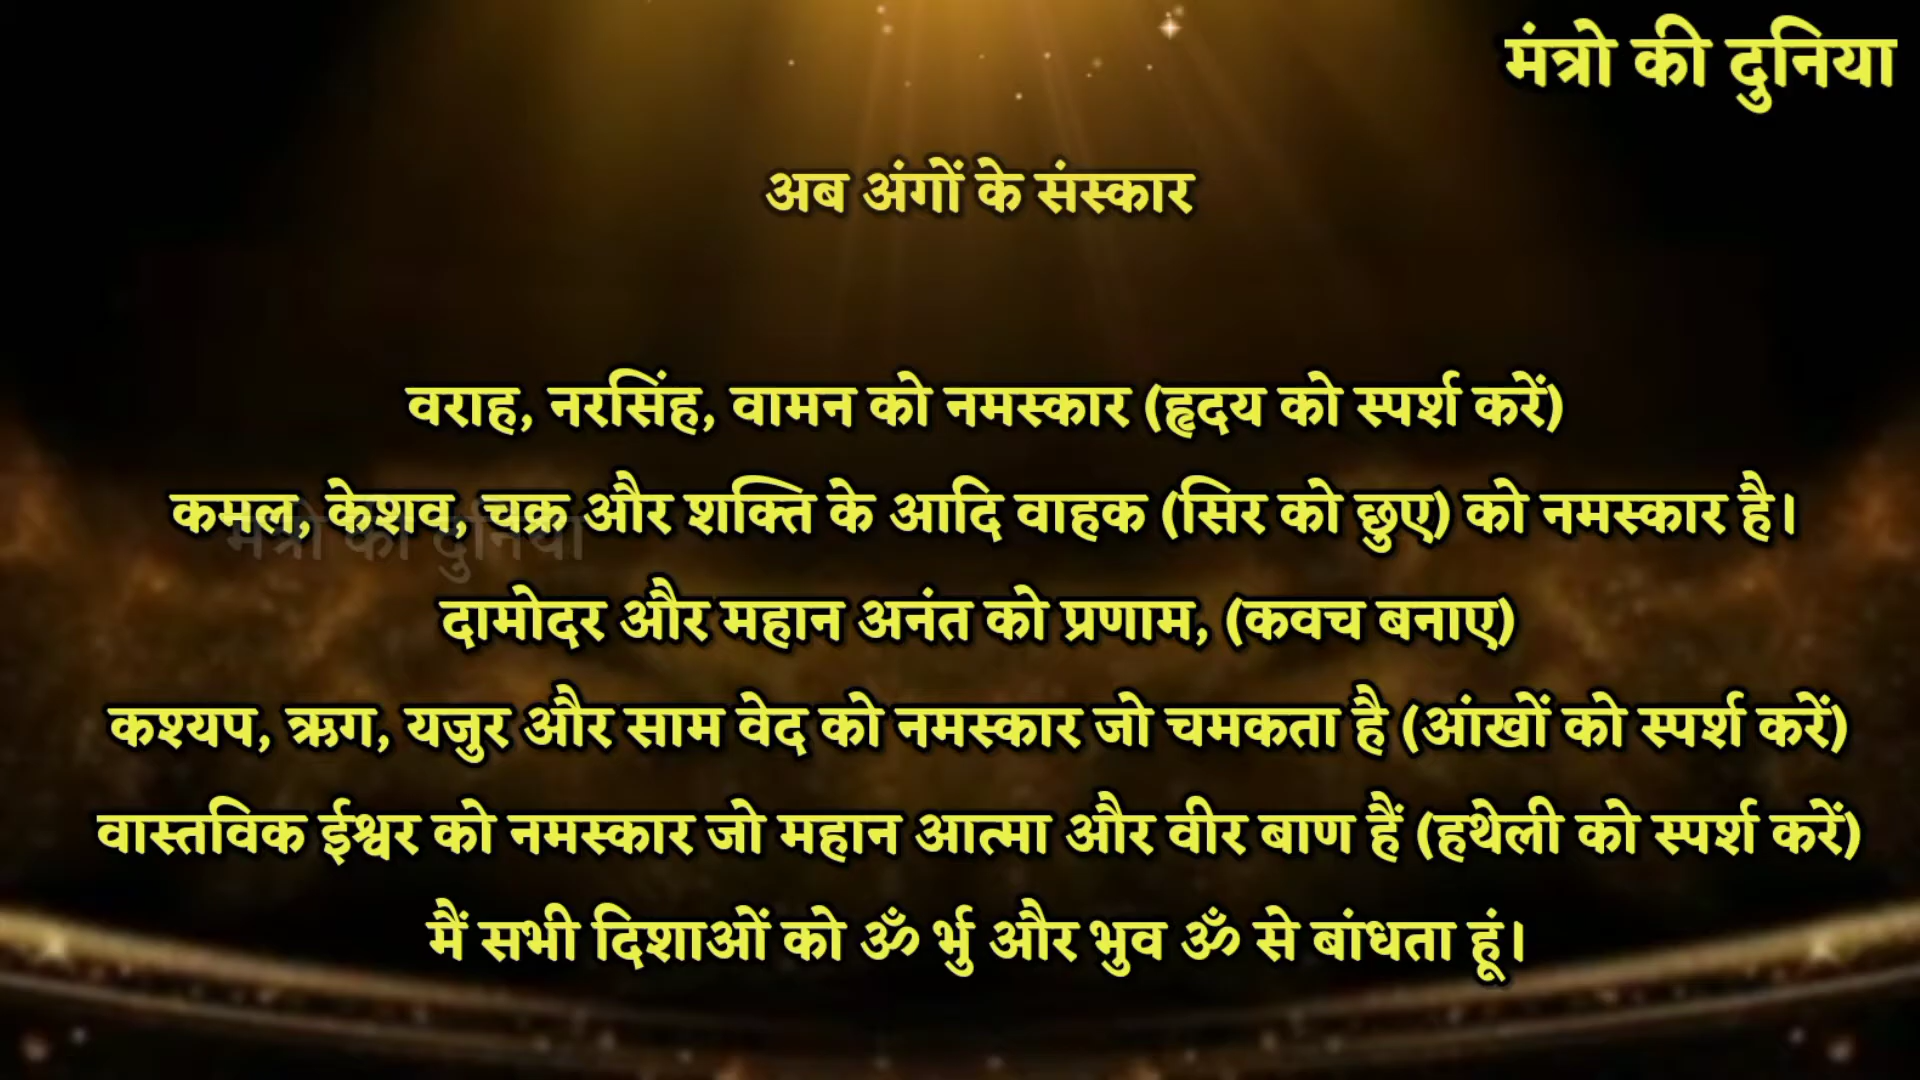 मंत्रो की दुनिया
अब अंगों के संस्कार
वराह, नरसिंह, वामन को नमस्कार (हृदय को स्पर्श करें)
कमल, केशव, चक्र और शक्ति के आदि वाहक (सिर को छुए) को नमस्कार है।
मंत्रो की दुनिया
दामोदर और महान अनंत को प्रणाम, (कवच बनाए)
कश्यप, ऋग, यजुर और साम वेद को नमस्कार जो चमकता है (आंखों को स्पर्श करें)
वास्तविक ईश्वर को नमस्कार जो महान आत्मा और वीर बाण हैं (हथेली को स्पर्श करें)
मैं सभी दिशाओं को ॐ र्भु और भुव ॐ से बांधता हूं।